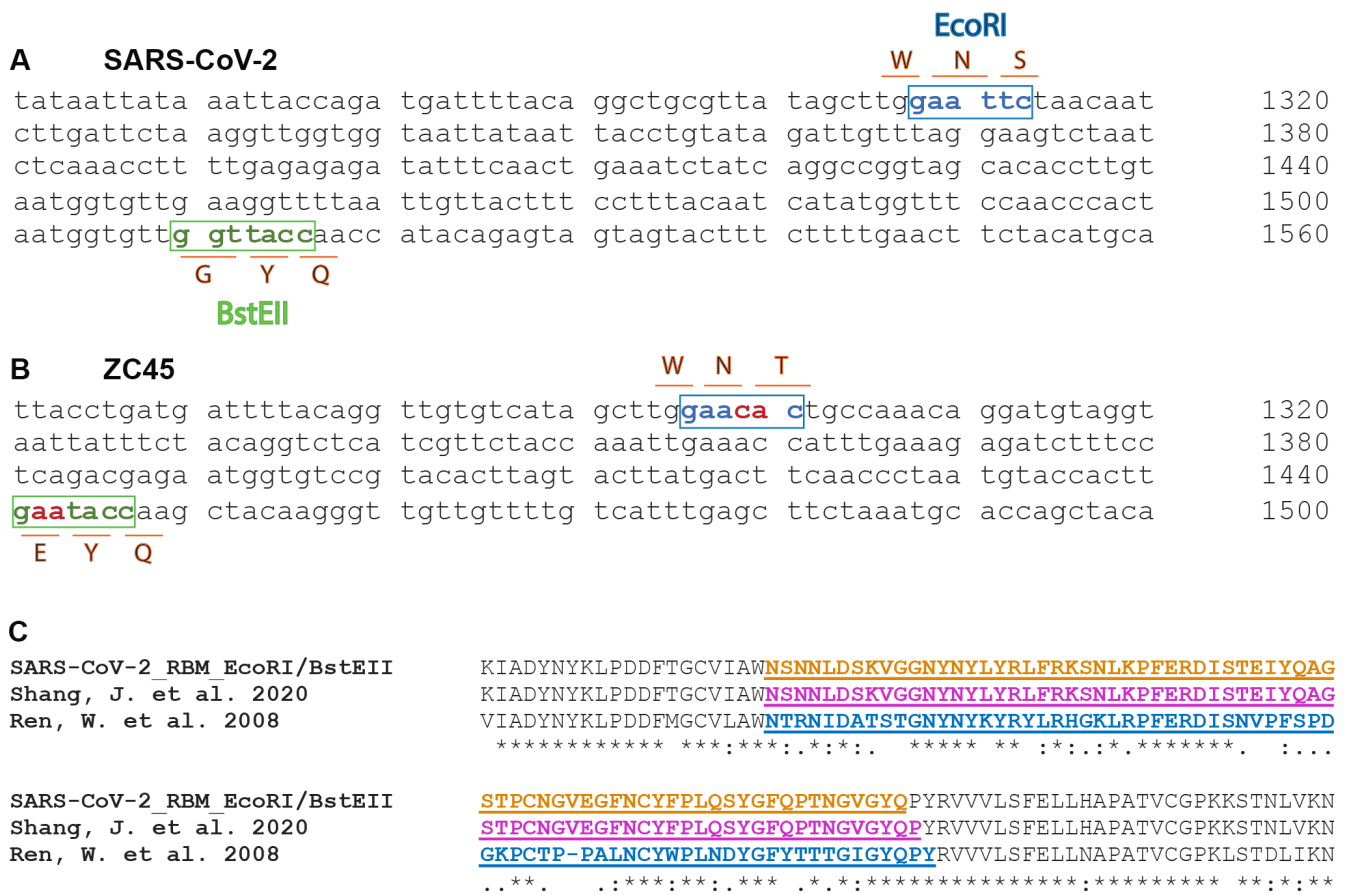 EcoRI
A SARS-CoV-2
W N S
tataattata aattaccaga tgattttaca ggctgcgtta tagcttggaa ttctaacaat 1320
cttgattcta aggttggtgg taattataat tacctgtata gattgtttag gaagtctaat 1380
ctcaaacctt ttgagagaga tatttcaact gaaatctatc aggccggtag cacaccttgt 1440
aatggtgttg aaggttttaa ttgttacttt cctttacaat catatggttt ccaacccact 1500
aatggtgttg gttaccaacc atacagagta gtagtacttt cttttgaact tctacatgca 1560
G Y Q
BstEII
B ZC45
W N T
ttacctgatg attttacagg ttgtgtcata gcttggaaca ctgccaaaca ggatgtaggt 1320
aattatttct acaggtctca tcgttctacc aaattgaaac catttgaaag agatctttcc 1380
tcagacgaga atggtgtccg tacacttagt acttatgact tcaaccctaa tgtaccactt 1440
gaataccaag ctacaagggt tgttgttttg tcatttgagc ttctaaatgc accagctaca 1500
E Y Q
C
SARS-CoV-2_RBM_EcoRI/BstEII KIADYNYKLPDDFTGCVIAWNSNNLDSKVGGNYNYLYRLFRKSNLKPFERDISTEIYQAG
Shang, J. et al. 2020 KIADYNYKLPDDFTGCVIAWNSNNLDSKVGGNYNYLYRLFRKSNLKPFERDISTEIYQAG
Ren, W. et al. 2008 VIADYNYKLPDDFMGCVLAWNTRNIDATSTGNYNYKYRYLRHGKLRPFERDISNVPFSPD
************ ***:***:.*:*:. ***** ** :*:.:*:*******. :...
SARS-CoV-2_RBM_EcoRI/BstEII STPCNGVEGFNCYFPLQSYGFQPTNGVGYQPYRVVVLSFELLHAPATVCGPKKSTNLVKN
Shang, J. et al. 2020 STPCNGVEGFNCYFPLQSYGFQPTNGVGYQPYRVVVLSFELLHAPATVCGPKKSTNLVKN
Ren, W. et al. 2008 GKPCTP-PALNCYWPLNDYGFYTTTGIGYQPYRVVVLSFELLNAPATVCGPKLSTDLIKN
..**. .:***:**:.*** .*.*:***************:********* **:*:**